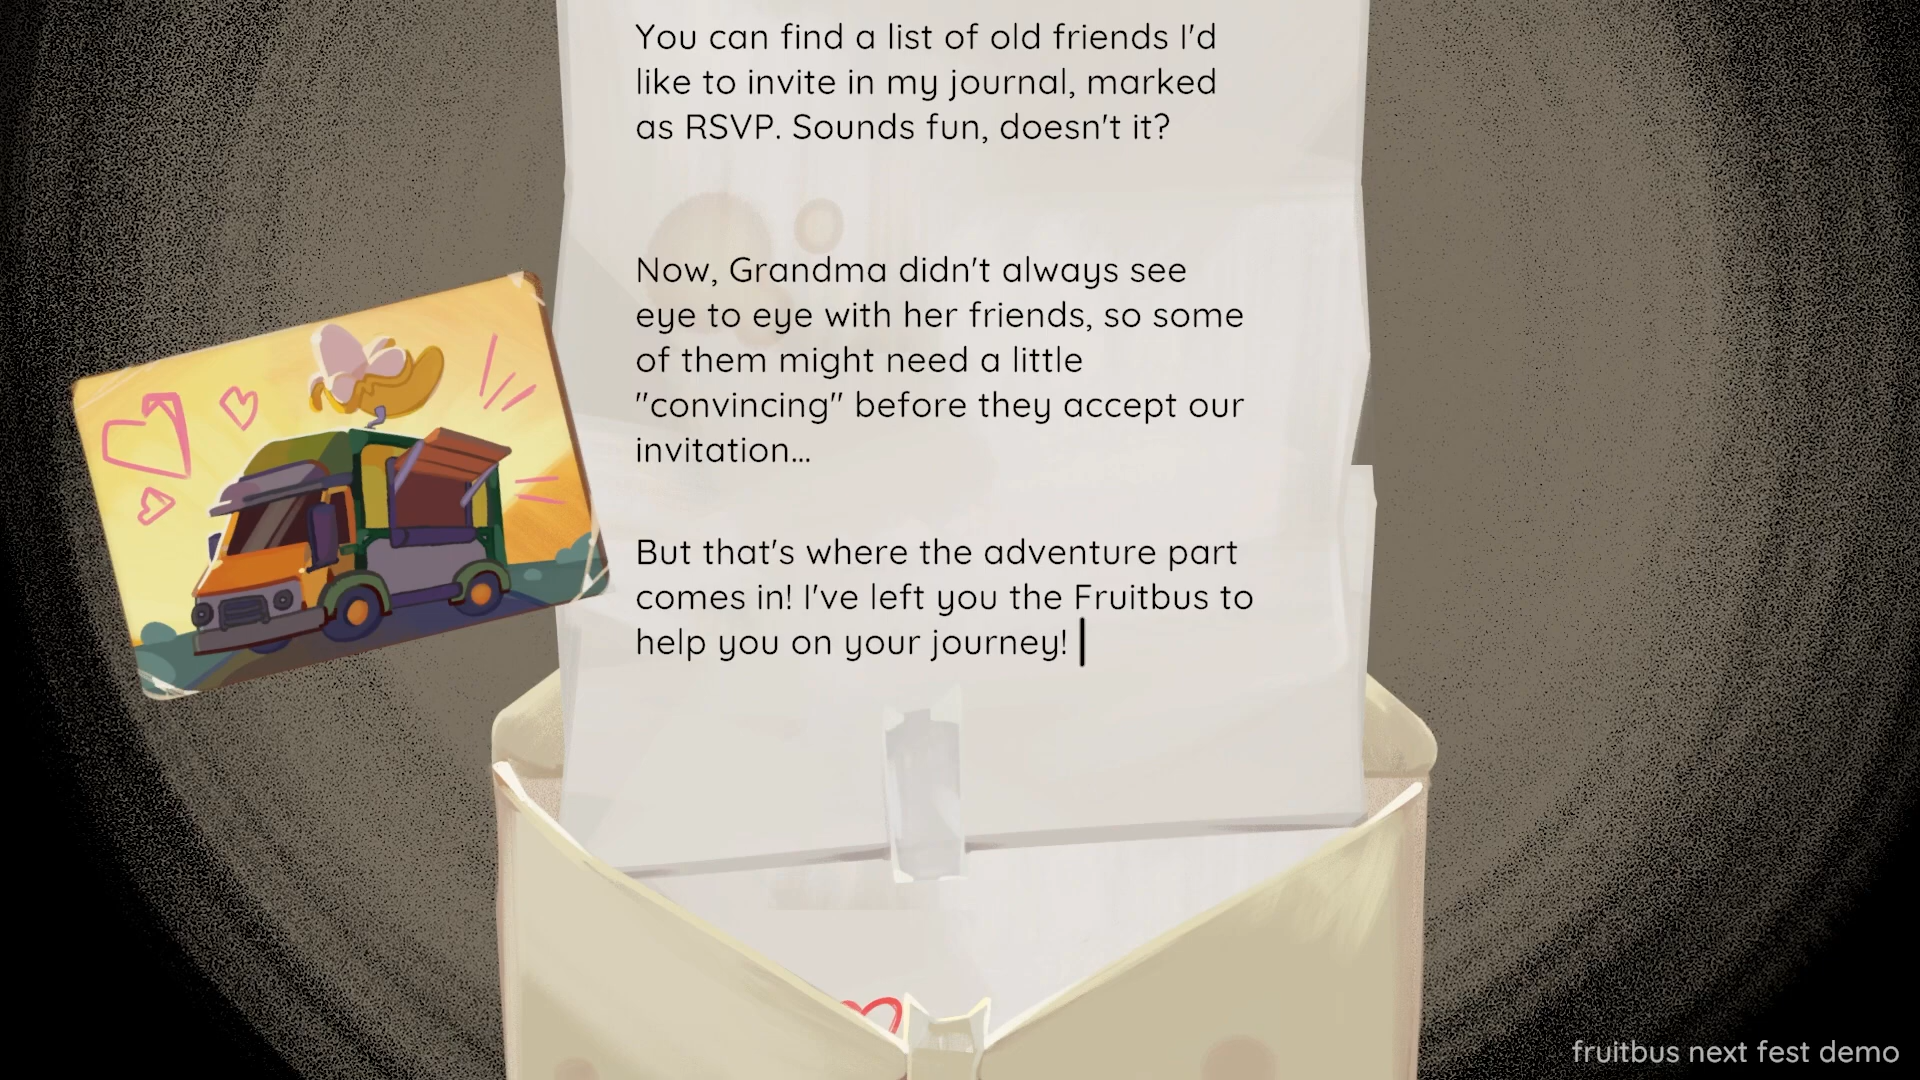 You can find a list of old friends I'd
like to invite in my journal, marked
as RSVP. Sounds fun, doesn't it?
Now, Grandma didn't always see
eye to eye with her friends, so some
of them might need a little
"convincing" before they accept our
invitation...
But that's where the adventure part
comes in! I've left you the Fruitbus to
help you on your journey!
fruitbus next fest demo